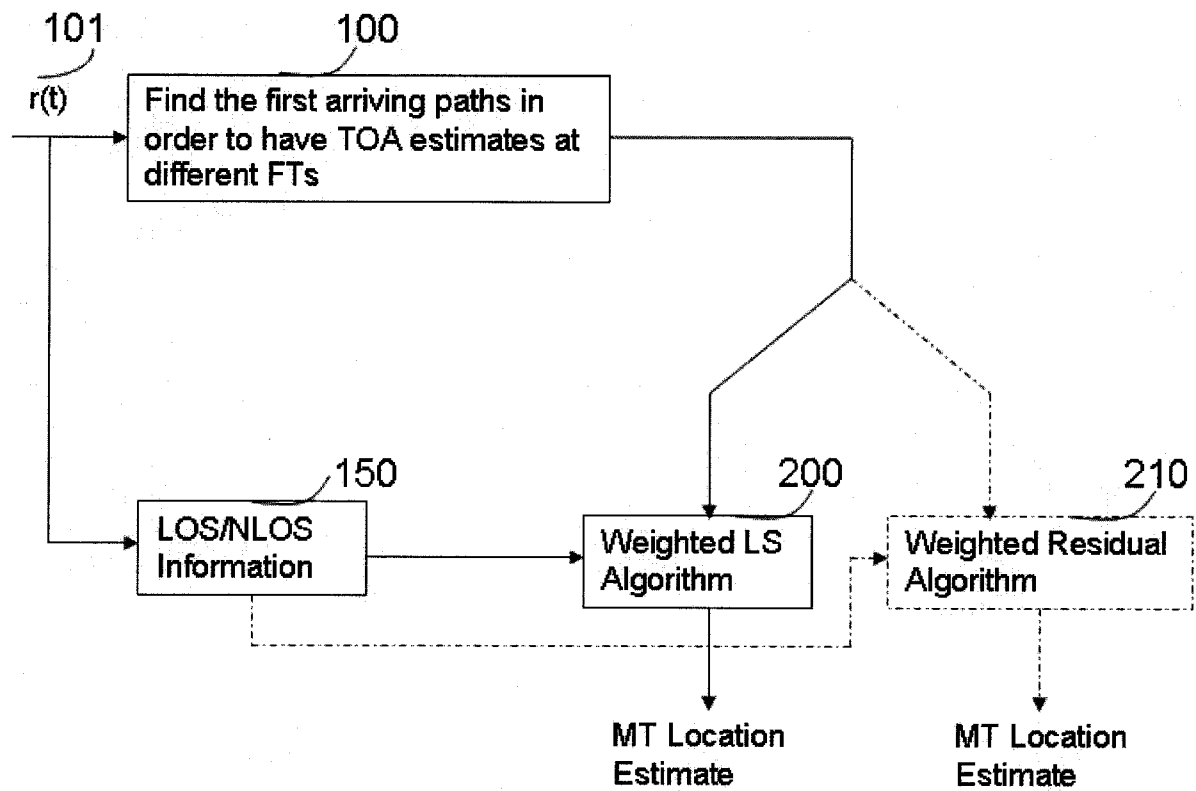 101
100
r(t)
Find the first arriving paths in
order to have TOA estimates at
different FTs
150
200
210
LOS/NLOS
Information
Weighted LS
Algorithm
Weighted Residual
Algorithm
MT Location
Estimate
MT Location
Estimate